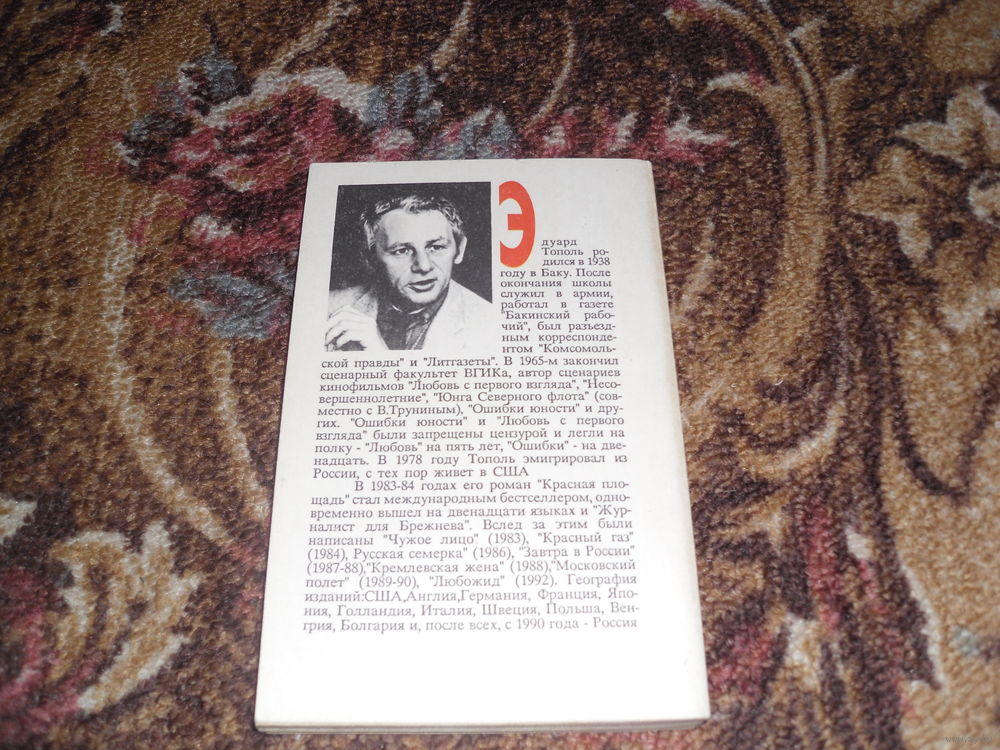 Эдуард
Тополь ро-
дился в 1938
году в Баку. После
окончания школы
служил в армии,
работал в газете
"Бакинский рабо-
чий", был разъезд-
ным корреспонде-
нтом "Комсомоль-
ской правды" и "Литгазеты". В 1965-м закончил
сценарный факультет ВГИКа, автор сценариев
кинофильмов "Любовь с первого взгляда", "Несо-
вершеннолетние", "Юнга Северного флота" (сов-
местно с В.Труниным), "Ошибки юности" и дру-
гих. "Ошибки юности" и "Любовь с первого
взгляда" были запрещены цензурой и легли на
полку - "Любовь" на пять лет, "Ошибки" - на две-
надцать. В 1978 году Тополь эмигрировал из
России, с тех пор живет в США
В 1983-84 годах его роман "Красная пло-
щадь" стал международным бестселлером, одно-
временно вышел на двенадцати языках и "Жур-
налист для Брежнева". Вслед за этим были
написаны "Чужое лицо" (1983), "Красный газ"
(1984), Русская семерка" (1986), "Завтра в России"
(1987-88),"Кремлевская жена" (1988),"Московский
полет" (1989-90), "Любожид" (1992). География
изданий:США,Англия,Германия, Франция, Япо-
ния, Голландия, Италия, Швеция, Польша, Вен-
грия, Болгария и, после всех, с 1990 года - Россия